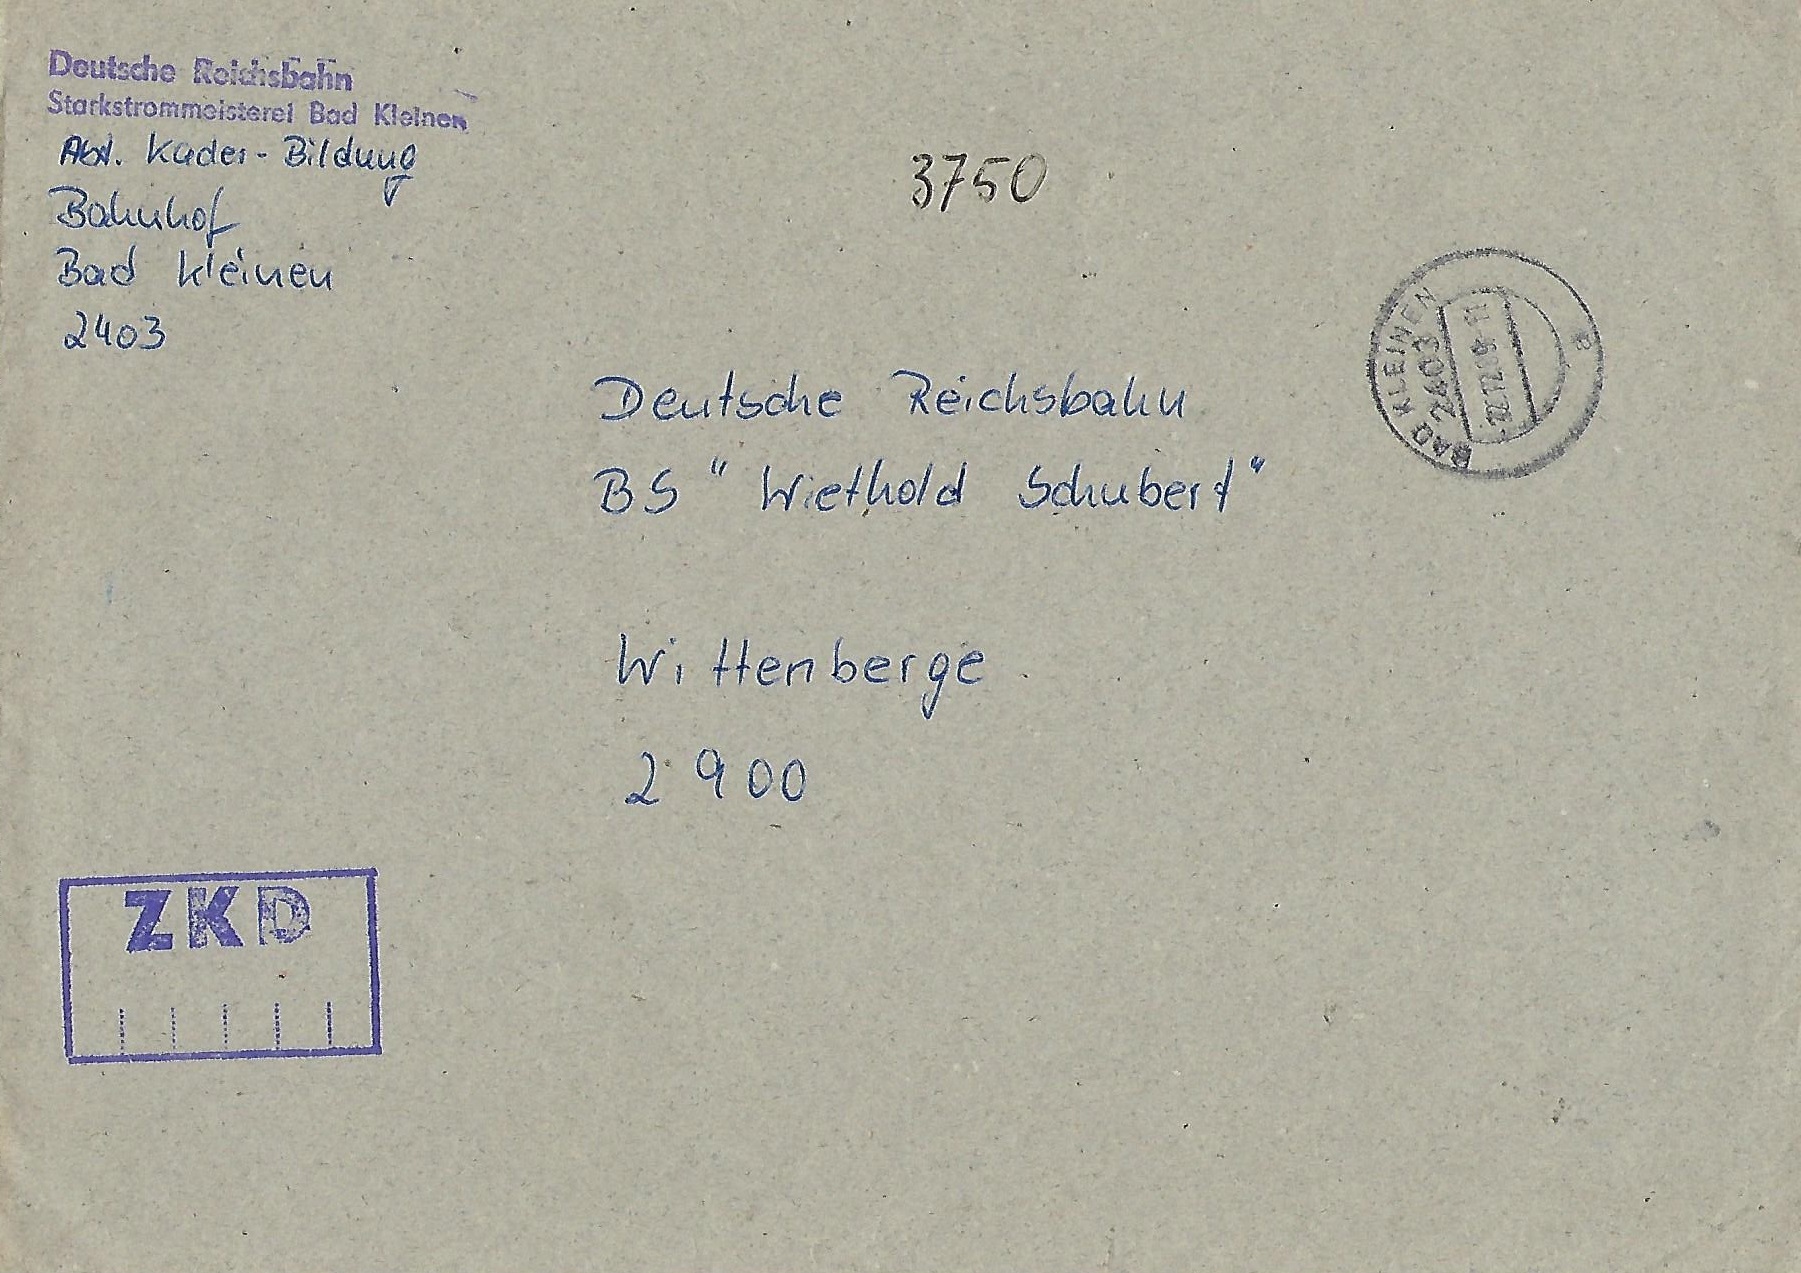 Deutsche Reichsbahn
Starkstrommeisterei Bad Kleinen
Abt. Kader-Bildung
Bahnhof
Bad Kleinen
2403
3750
BAD KLEINEN
2403
a
Deutsche Reichsbahn
BS "Wiethold Schubert"
Wittenberge
2900
ZKD